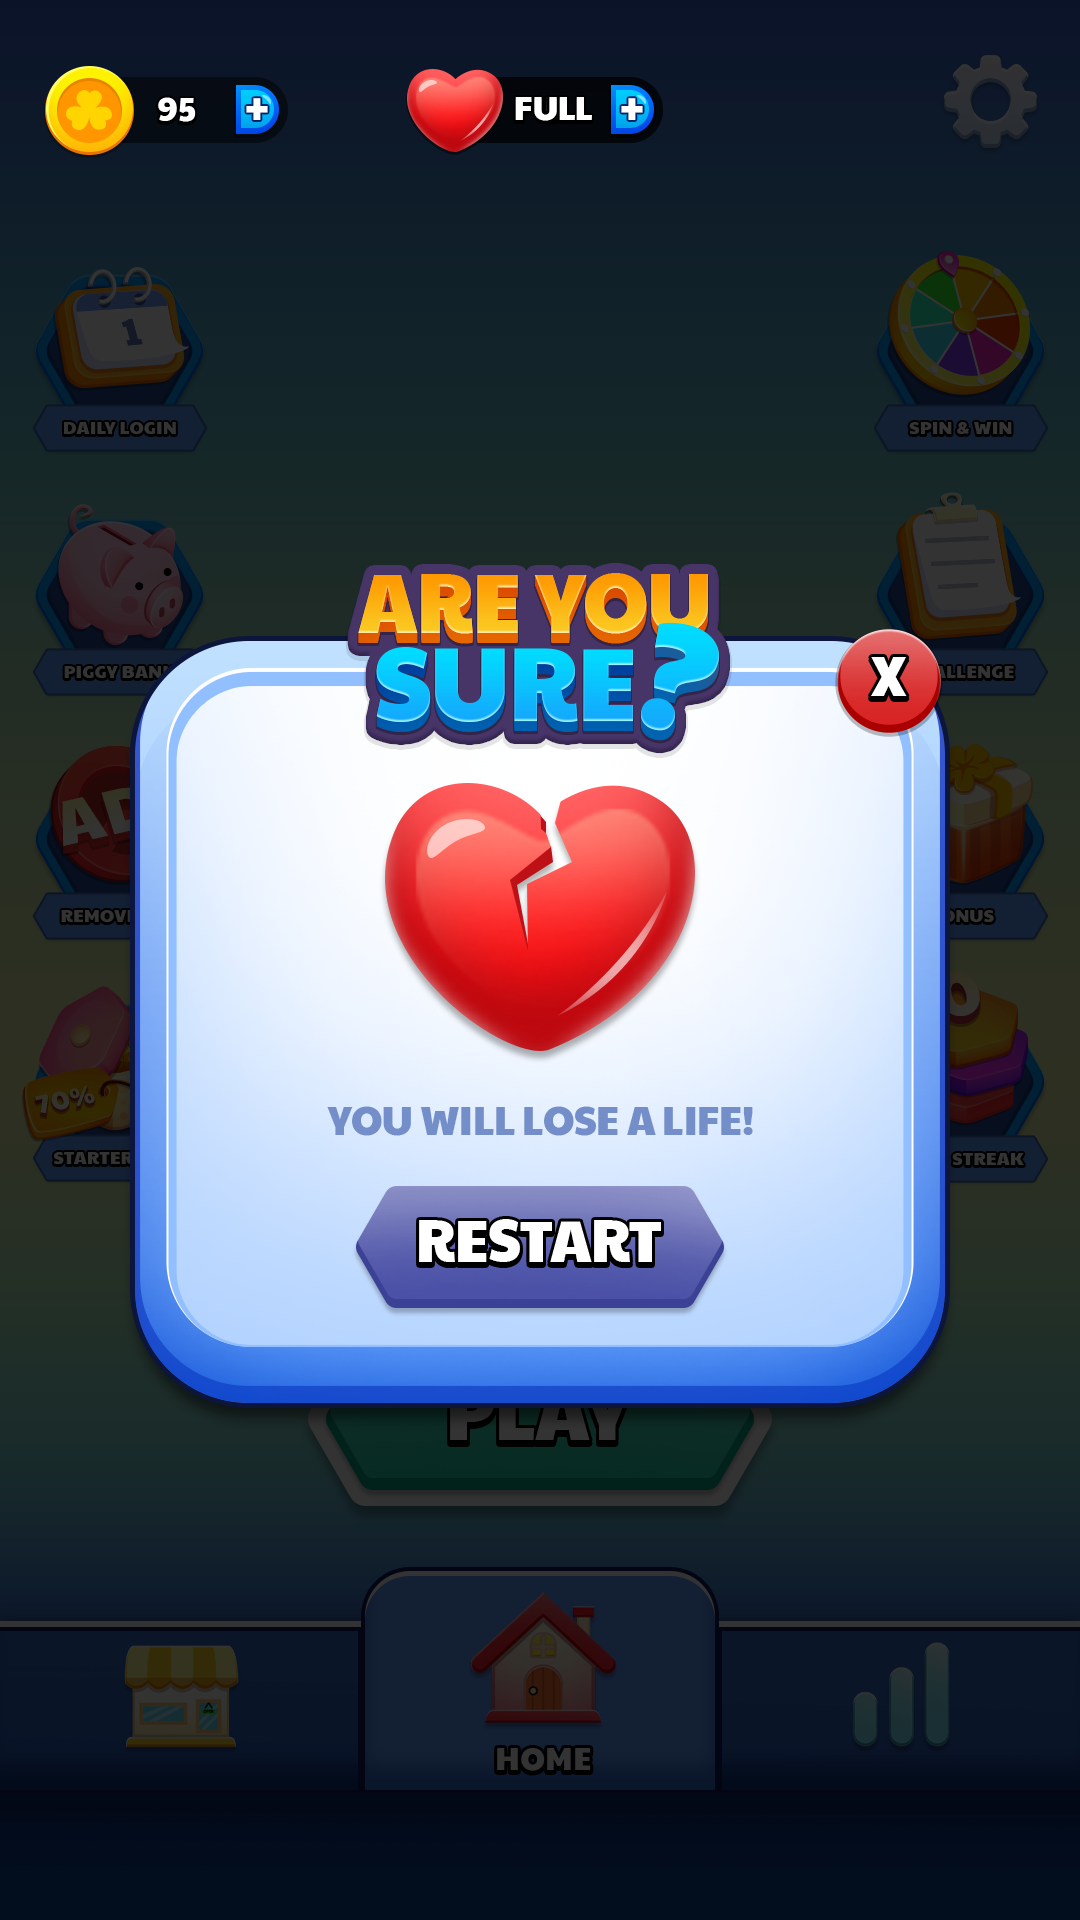 95
FULL
1
DAILY LOGIN
SPIN & WIN
PIGGY BAN
ALLENGE
ARE YOU
SURE?
X
AD
REMOV
ONUS
YOU WILL LOSE A LIFE!
70%
0
STARTER
STREAK
RESTART
PLAY
HOME